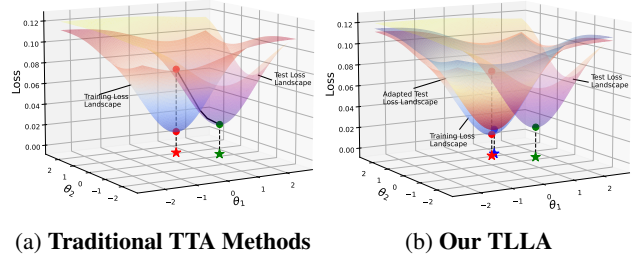 0.12
0.10
0.08
0.06
0.04
0.02
0.00
Loss
Training Loss
Landscape
Test Loss
Landscape
2
1
0
-1
-2
θ2
-2
-1
0
1
2
θ1
(a) Traditional TTA Methods
0.12
0.10
0.08
0.06
0.04
0.02
0.00
Loss
Adapted Test
Loss Landscape
Training Loss
Landscape
Test Loss
Landscape
2
1
0
-1
-2
θ2
-2
-1
0
1
2
θ1
(b) Our TLLA